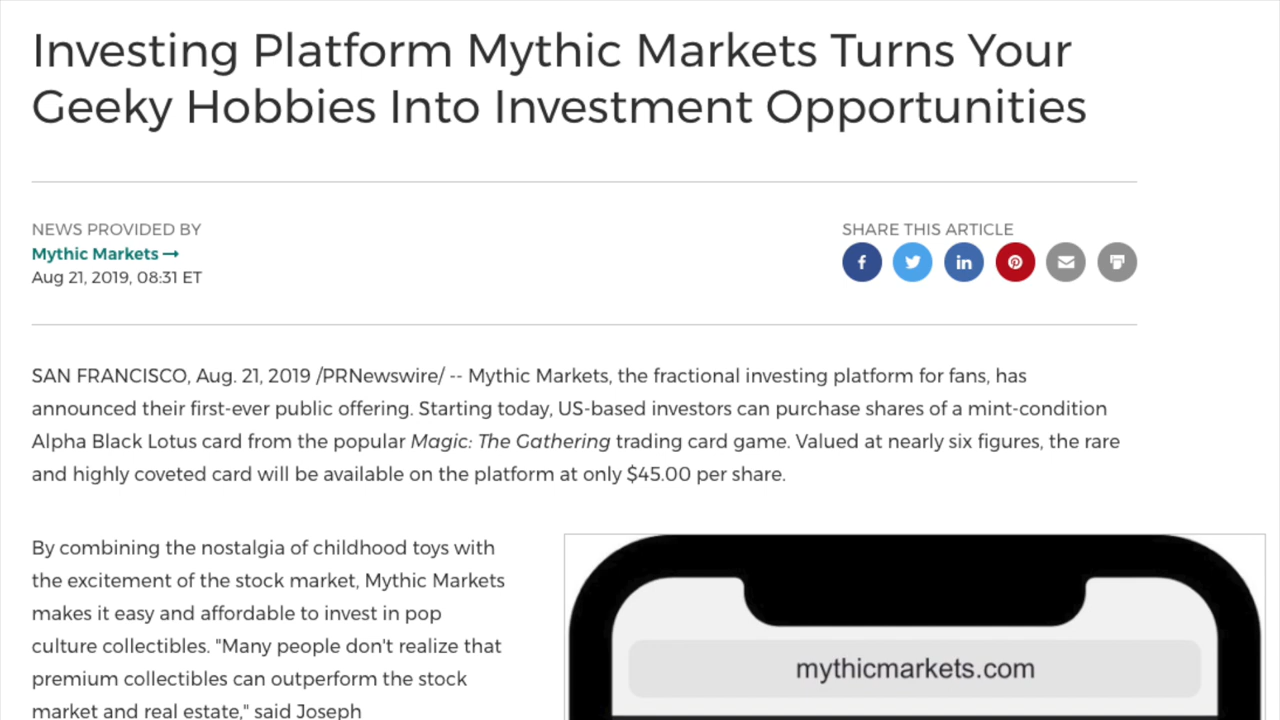 Investing Platform Mythic Markets Turns Your
Geeky Hobbies Into Investment Opportunities
NEWS PROVIDED BY
Mythic Markets →
Aug 21, 2019, 08:31 ET
SHARE THIS ARTICLE
SAN FRANCISCO, Aug. 21, 2019 /PRNewswire/ -- Mythic Markets, the fractional investing platform for fans, has
announced their first-ever public offering. Starting today, US-based investors can purchase shares of a mint-condition
Alpha Black Lotus card from the popular Magic: The Gathering trading card game. Valued at nearly six figures, the rare
and highly coveted card will be available on the platform at only $45.00 per share.
By combining the nostalgia of childhood toys with
the excitement of the stock market, Mythic Markets
makes it easy and affordable to invest in pop
culture collectibles. "Many people don't realize that
premium collectibles can outperform the stock
market and real estate," said Joseph
mythicmarkets.com